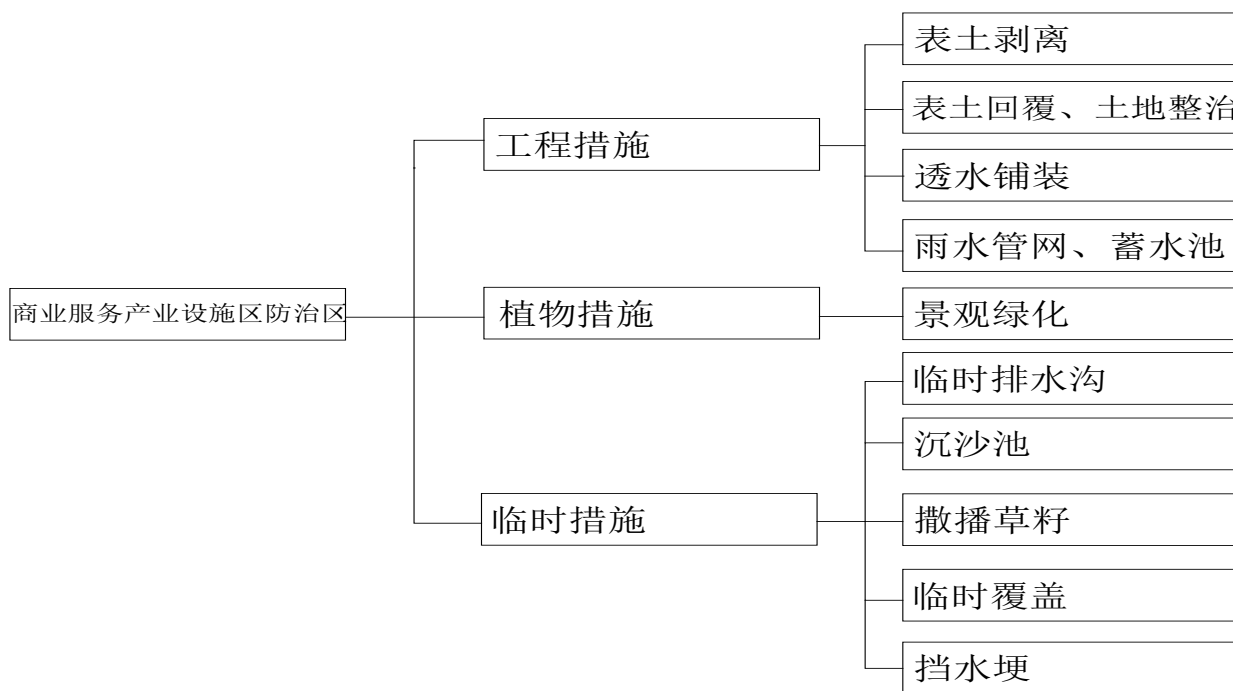 商业服务产业设施区防治区
工程措施
表土剥离
表土回覆、土地整治
透水铺装
雨水管网、蓄水池
植物措施
景观绿化
临时措施
临时排水沟
沉沙池
撒播草籽
临时覆盖
挡水埂